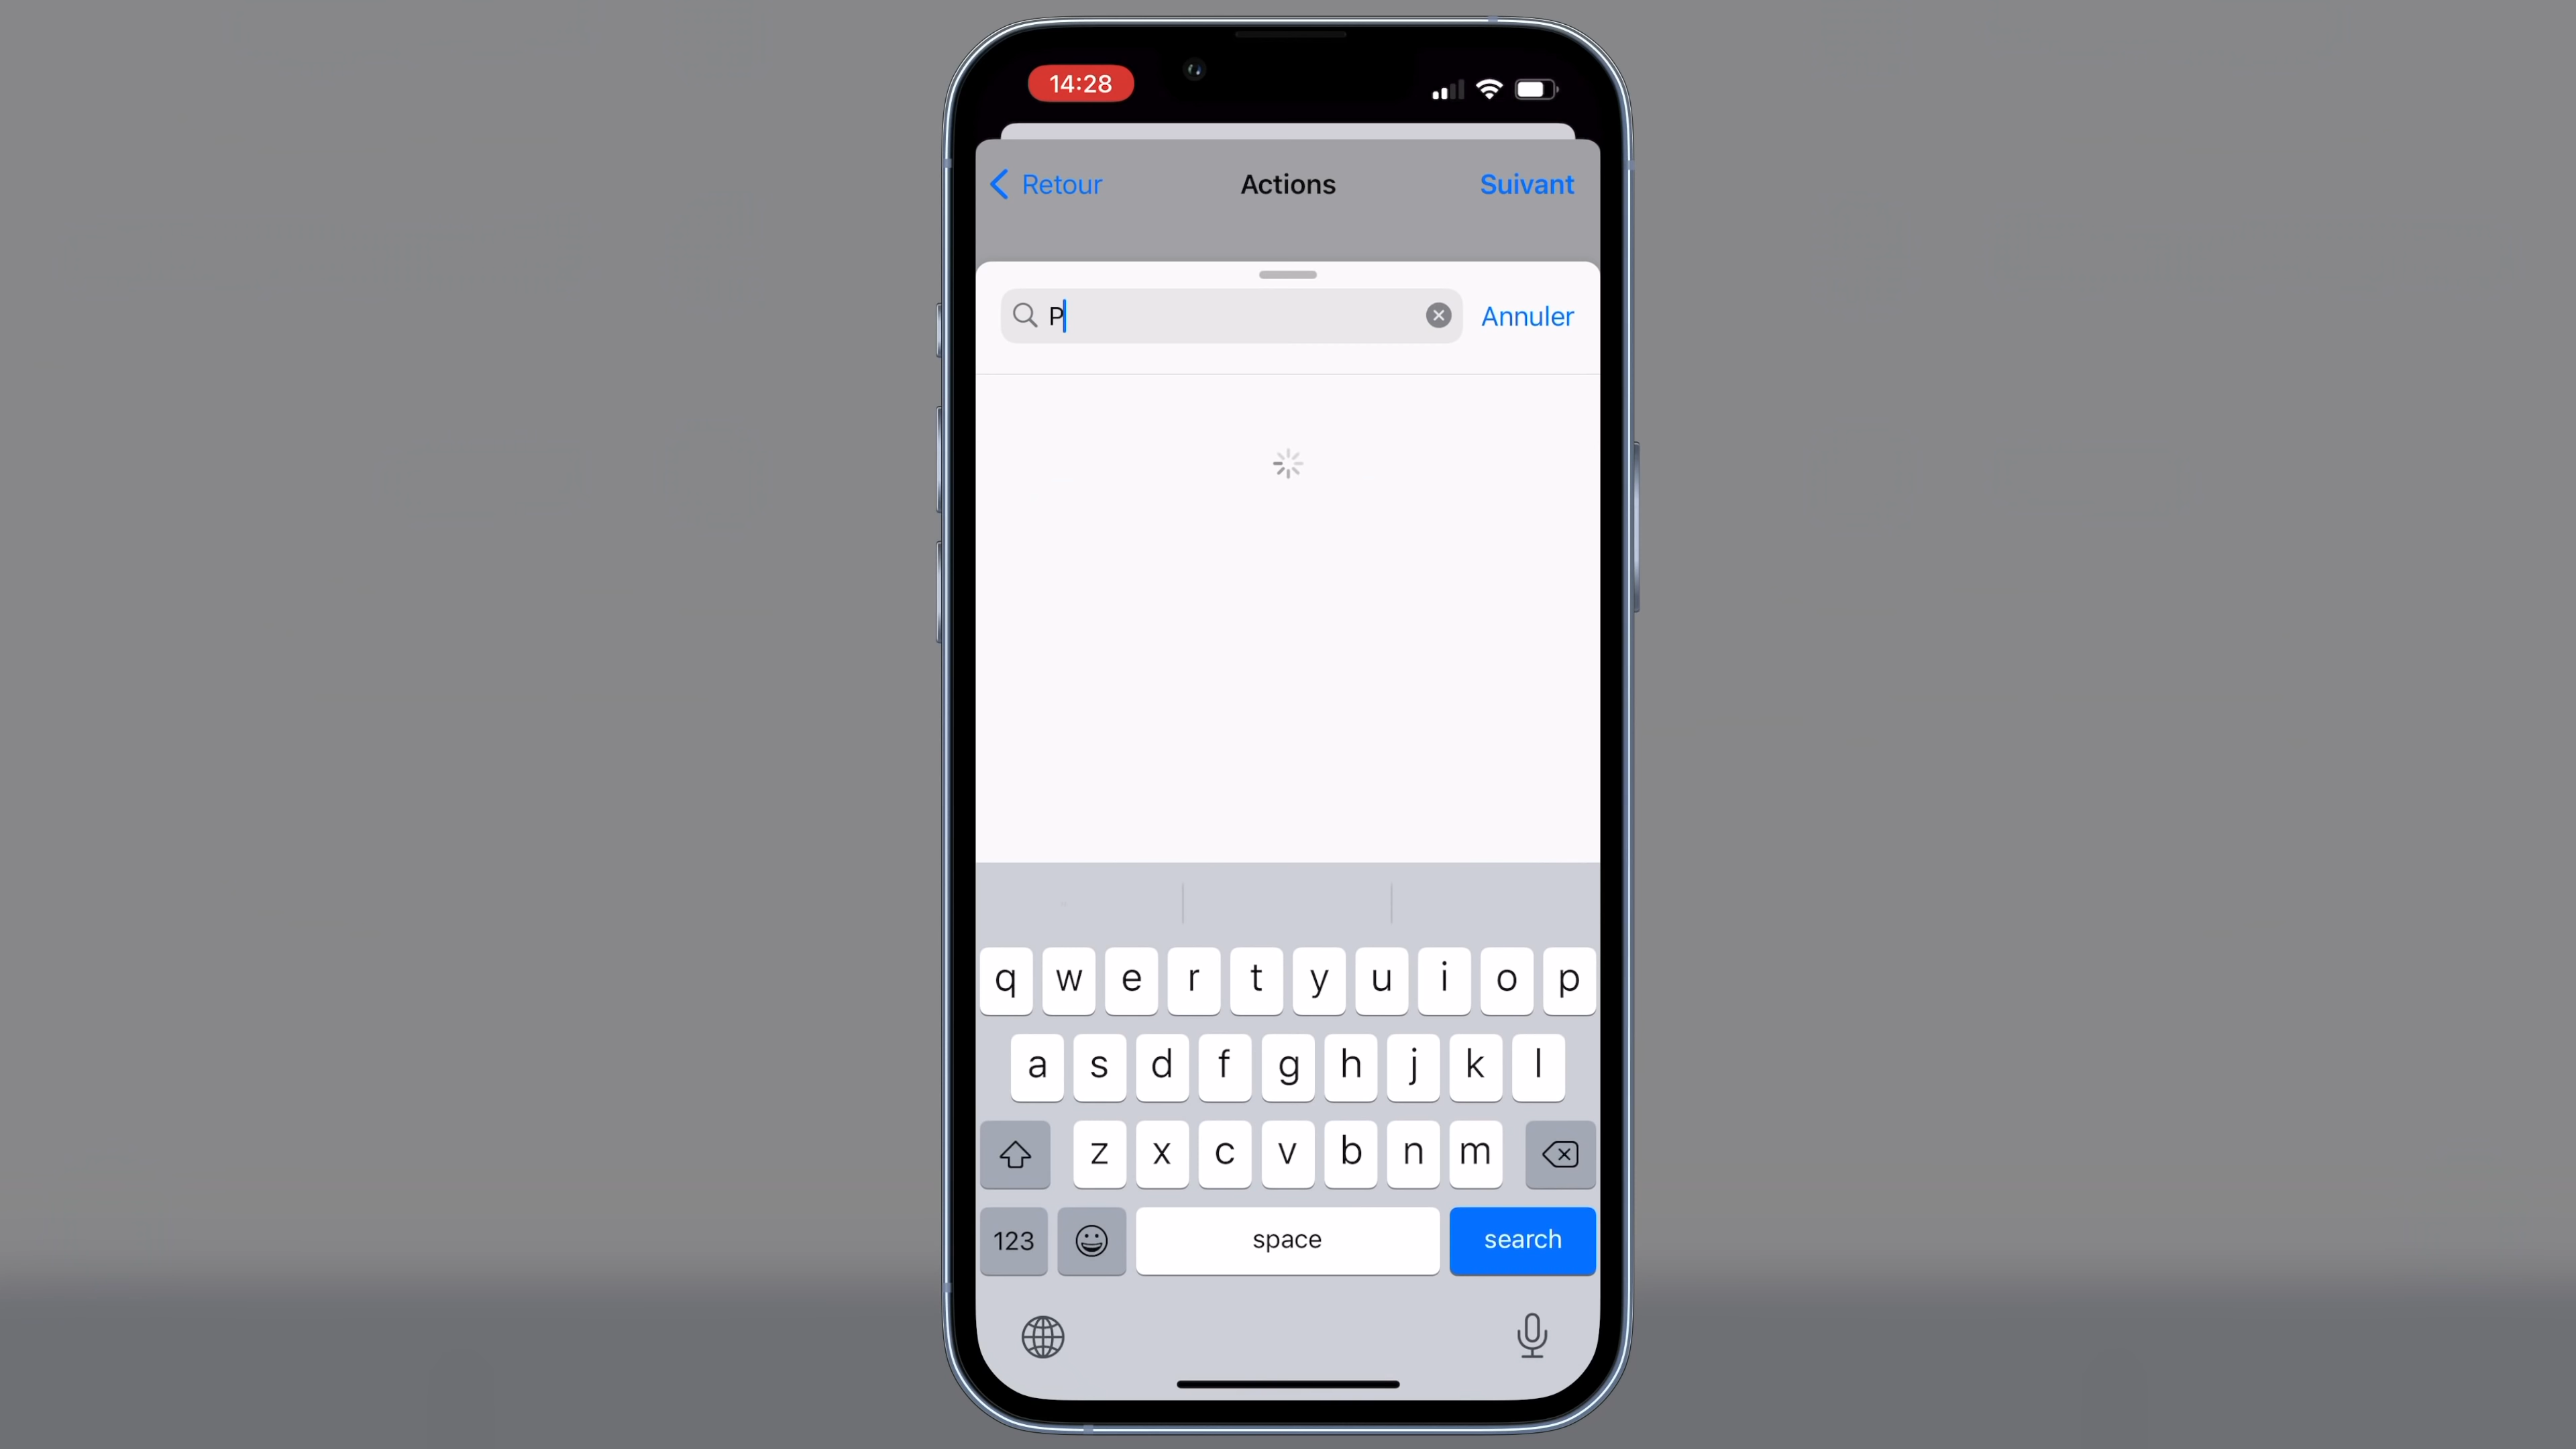 14:28
Retour Actions Suivant
P Annuler
q w e r t y u i o p
a s d f g h j k l
z x c v b n m
123 space search